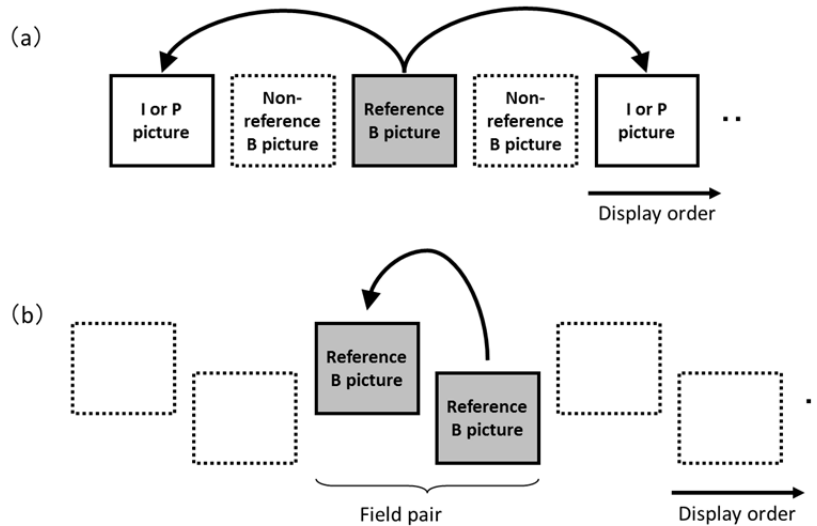 (a)
I or P
picture
Non-
reference
B picture
Reference
B picture
Non-
reference
B picture
I or P
picture
..
Display order
(b)
Reference
B picture
Reference
B picture
.
Field pair
Display order